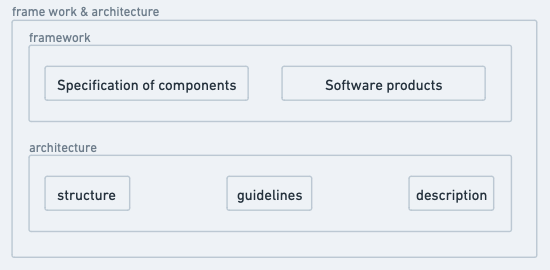 frame work & architecture
framework
Specification of components
Software products
architecture
structure
guidelines
description